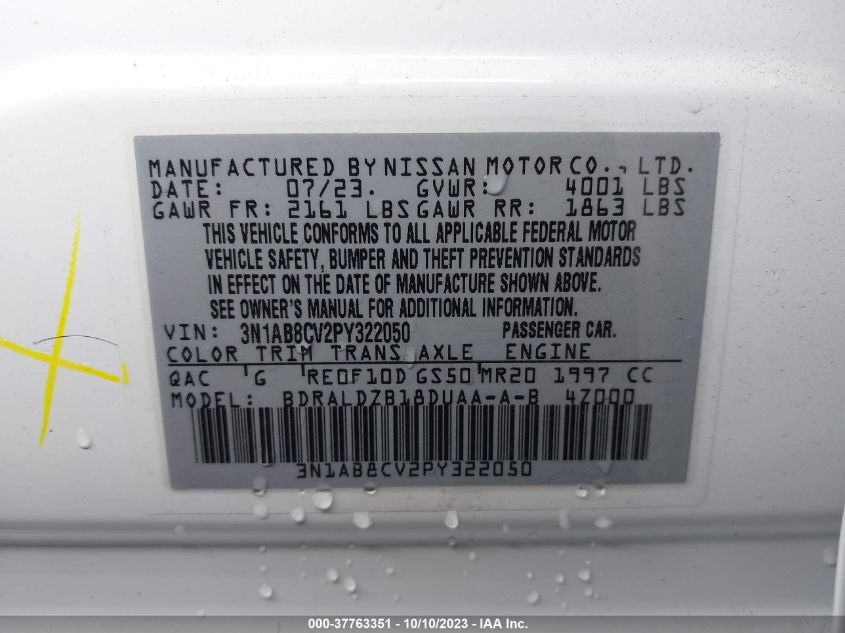 MANUFACTURED BY NISSAN MOTOR CO., LTD.
DATE: 07/23. GVWR: 4001 LBS
GAWR FR: 2161 LBS GAWR RR: 1863 LBS
THIS VEHICLE CONFORMS TO ALL APPLICABLE FEDERAL MOTOR
VEHICLE SAFETY, BUMPER AND THEFT PREVENTION STANDARDS
IN EFFECT ON THE DATE OF MANUFACTURE SHOWN ABOVE.
SEE OWNER'S MANUAL FOR ADDITIONAL INFORMATION.
VIN: 3N1AB8CV2PY322050 PASSENGER CAR.
COLOR TRIM TRANS AXLE ENGINE
QAC G RE0F10D GS50 MR20 1997 CC
MODEL: BDRALDZB18DUAA-A-B 4Z000
3N1AB8CV2PY322050
000-37763351 - 10/10/2023 - IAAI.com